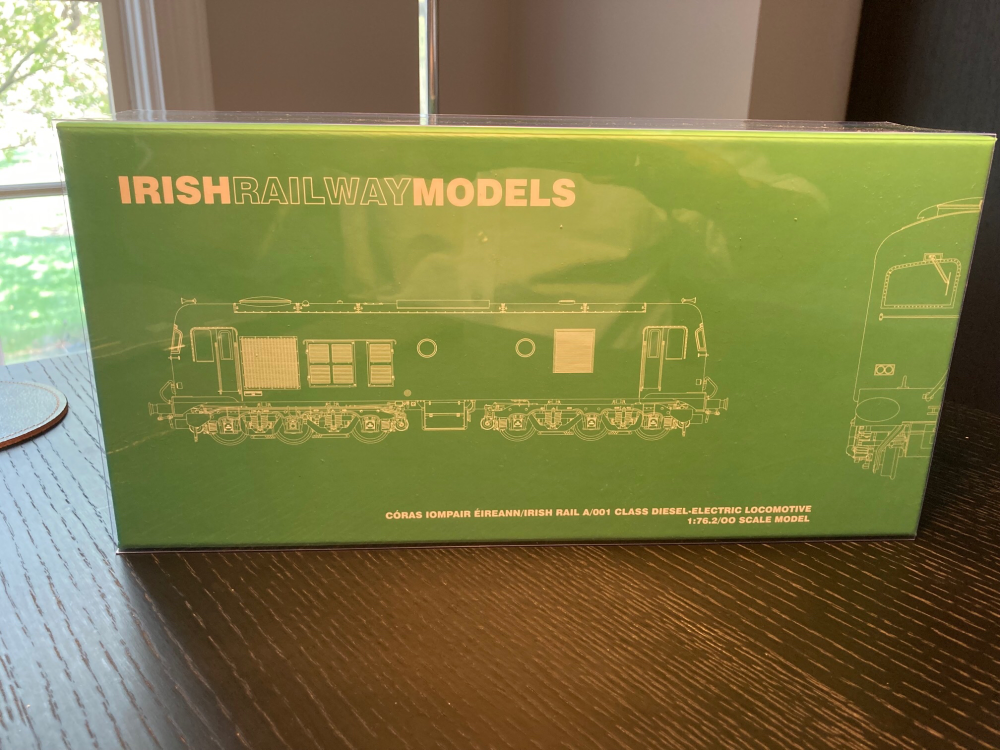 IRISHRAILWAYMODELS
CÓRAS IOMPAIR ÉIREANN/IRISH RAIL A/001 CLASS DIESEL-ELECTRIC LOCOMOTIVE
1:76.2/OO SCALE MODEL